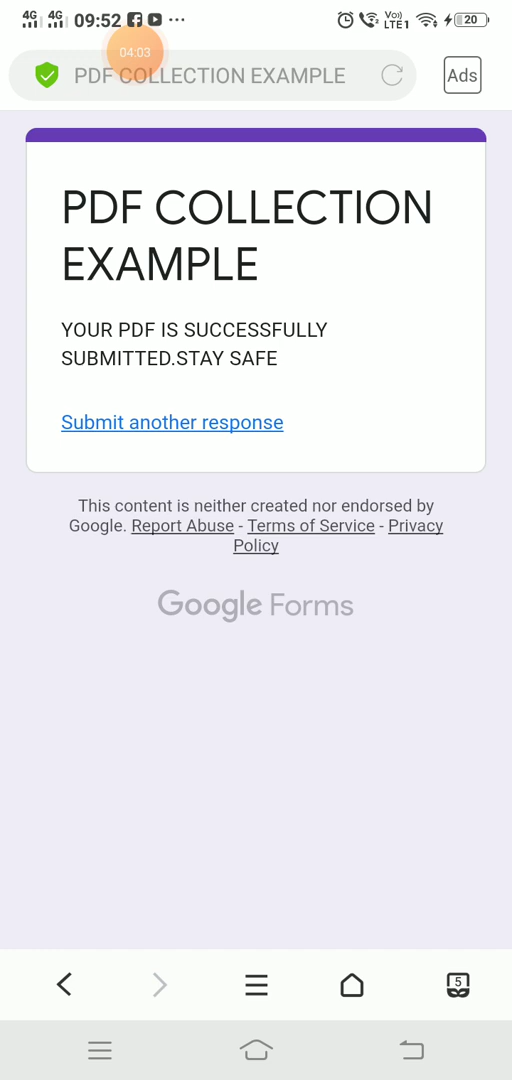 4G 4G 09:52 ... Vo)) LTE1 20
04:03
PDF COLLECTION EXAMPLE Ads
PDF COLLECTION
EXAMPLE
YOUR PDF IS SUCCESSFULLY
SUBMITTED.STAY SAFE
Submit another response
This content is neither created nor endorsed by
Google. Report Abuse - Terms of Service - Privacy
Policy
Google Forms
5